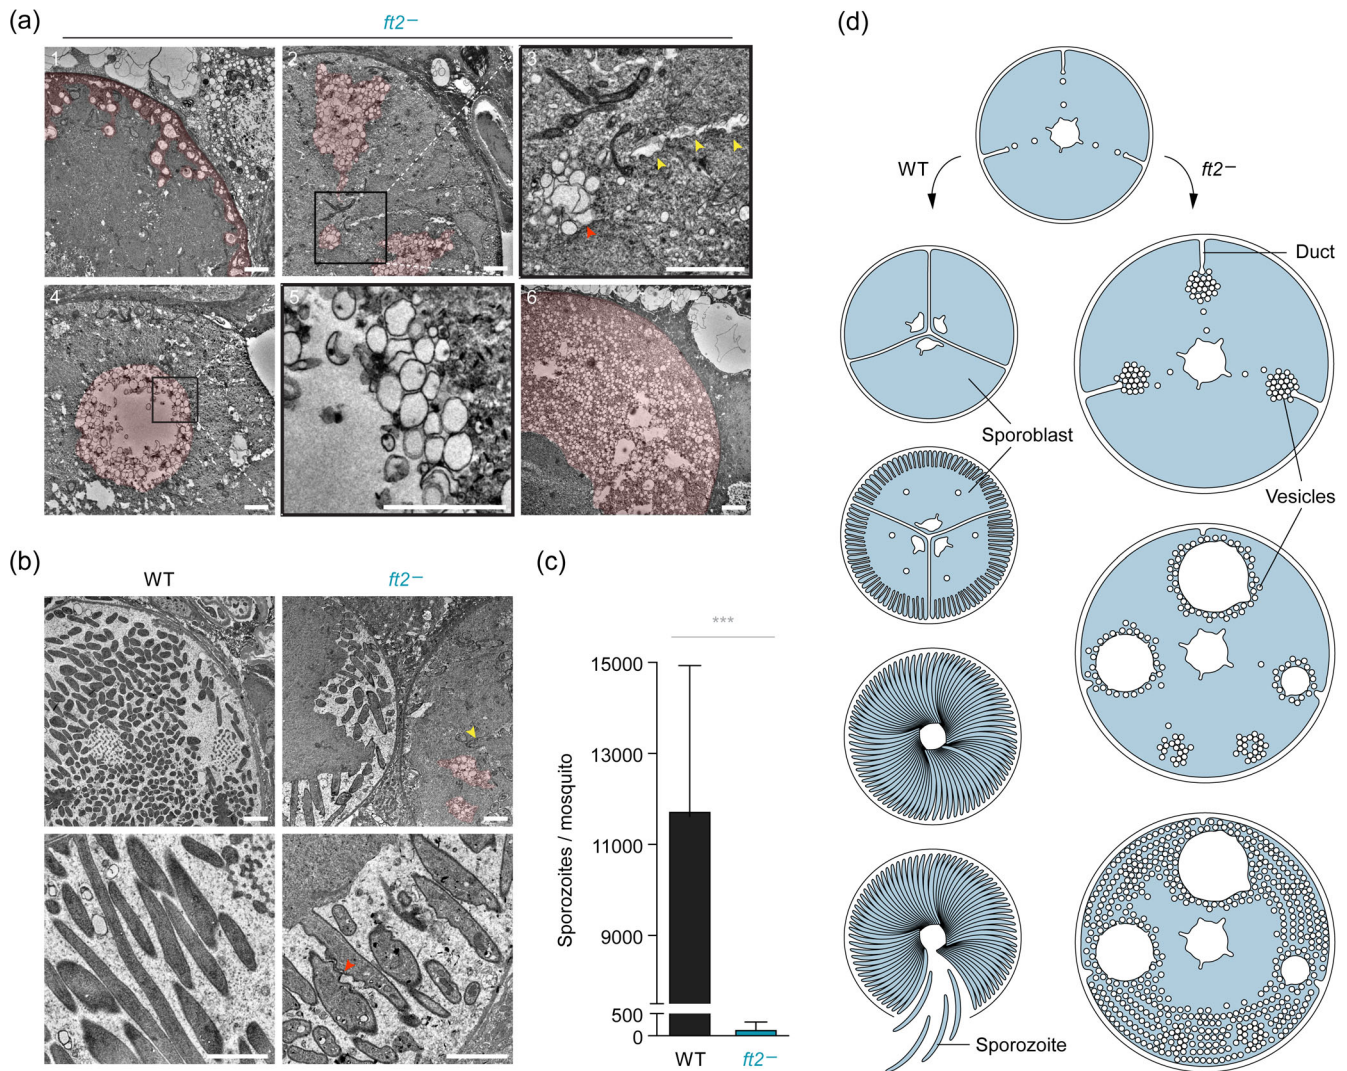 (a)
ft2–
1
2
3
4
5
6
(b)
WT
ft2–
(c)
***
Sporozoites / mosquito
15000
13000
11000
9000
500
0
WT
ft2–
(d)
WT
ft2–
Duct
Sporoblast
Vesicles
Sporozoite